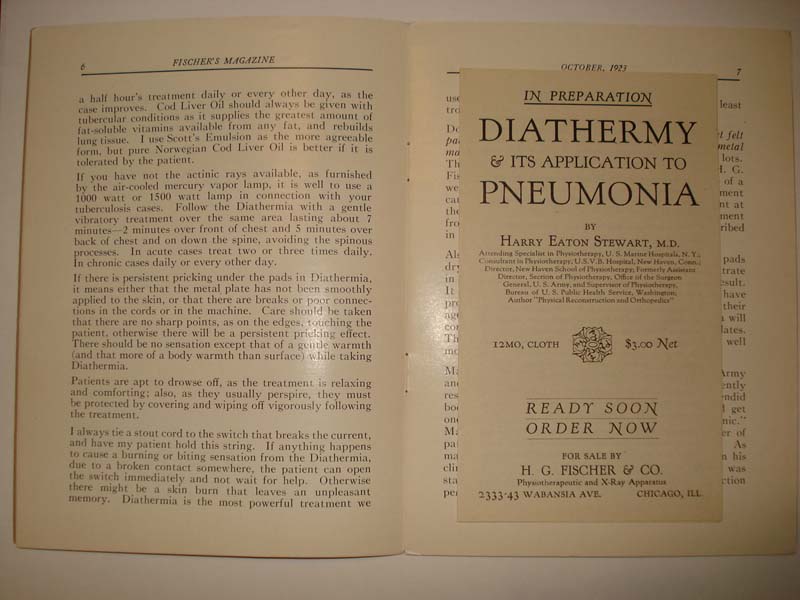 6
FISCHER'S MAGAZINE
a half hour's treatment daily or every other day, as the
case improves. Cod Liver Oil should always be given with
tubercular conditions as it supplies the greatest amount of
fat-soluble vitamins available from any fat, and rebuilds
lung tissue. I use Scott's Emulsion as the more agreeable
form, but pure Norwegian Cod Liver Oil is better if it is
tolerated by the patient.
If you have not the actinic rays available, as furnished
by the air-cooled mercury vapor lamp, it is well to use a
1000 watt or 1500 watt lamp in connection with your
tuberculosis cases. Follow the Diathermia with a gentle
vibratory treatment over the same area lasting about 7
minutes—2 minutes over front of chest and 5 minutes over
back of chest and on down the spine, avoiding the spinous
processes. In acute cases treat two or three times daily.
In chronic cases daily or every other day.
If there is persistent pricking under the pads in Diathermia,
it means either that the metal plate has not been smoothly
applied to the skin, or that there are breaks or poor connec-
tions in the cords or in the machine. Care should be taken
that there are no sharp points, as on the edges, touching the
patient, otherwise there will be a persistent pricking effect.
There should be no sensation except that of a gentle warmth
(and that more of a body warmth than surface) while taking
Diathermia.
Patients are apt to drowse off, as the treatment is relaxing
and comforting; also, as they usually perspire, they must
be protected by covering and wiping off vigorously following
the treatment.
I always tie a stout cord to the switch that breaks the current,
and have my patient hold this string. If anything happens
to cause a burning or biting sensation from the Diathermia,
due to a broken contact somewhere, the patient can open
the switch immediately and not wait for help. Otherwise
there might be a skin burn that leaves an unpleasant
memory. Diathermia is the most powerful treatment we
OCTOBER, 1923
7
IN PREPARATION
DIATHERMY
& ITS APPLICATION TO
PNEUMONIA
BY
HARRY EATON STEWART, M.D.
Attending Specialist in Physiotherapy, U. S. Marine Hospitals, N. Y.;
Consultant in Physiotherapy; U.S.V.B. Hospital, New Haven, Conn.;
Director, New Haven School of Physiotherapy; Formerly Assistant
Director, Section of Physiotherapy, Office of the Surgeon
General, U. S. Army, and Supervisor of Physiotherapy,
Bureau of U. S. Public Health Service, Washington;
Author "Physical Reconstruction and Orthopedics"
12MO, CLOTH $3.00 Net
READY SOON
ORDER NOW
FOR SALE BY
H. G. FISCHER & CO.
Physiotherapeutic and X-Ray Apparatus
2333-43 WABANSIA AVE. CHICAGO, ILL.
least
felt
metal
lots.
of a
at
pads
have
their
will
well
get
of
As
his
was